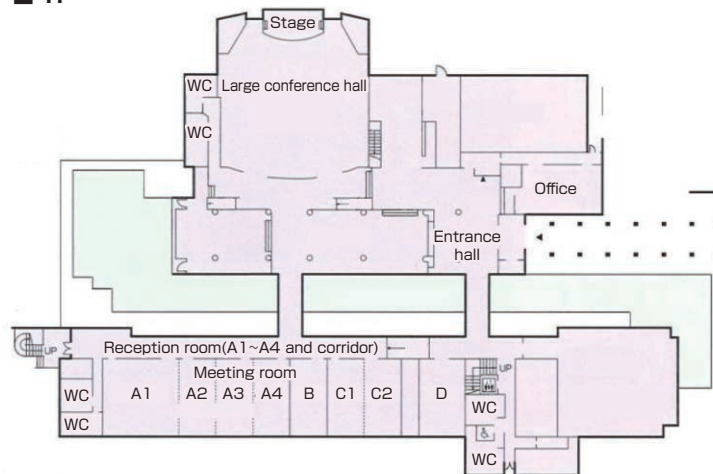 Stage
WC
Large conference hall
WC
Office
Entrance
hall
UP
Reception room(A1~A4 and corridor)
Meeting room
UP
WC
A1
A2
A3
A4
B
C1
C2
D
WC
WC
WC